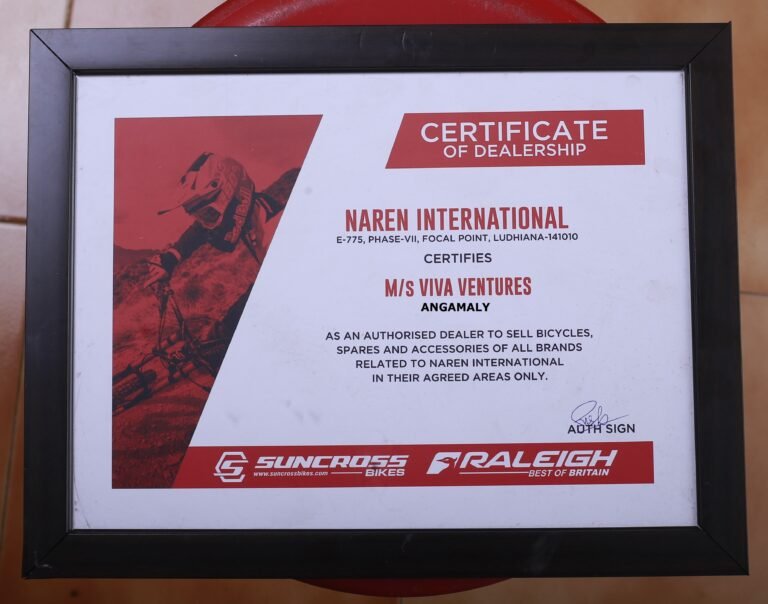 CERTIFICATE
OF DEALERSHIP
NAREN INTERNATIONAL
E-775, PHASE-VII, FOCAL POINT, LUDHIANA-141010
CERTIFIES
M/s VIVA VENTURES
ANGAMALY
AS AN AUTHORISED DEALER TO SELL BICYCLES,
SPARES AND ACCESSORIES OF ALL BRANDS
RELATED TO NAREN INTERNATIONAL
IN THEIR AGREED AREAS ONLY.
AUTH SIGN
SUNCROSS
www.suncrossbikes.com
BIKES
RALEIGH
BEST OF BRITAIN